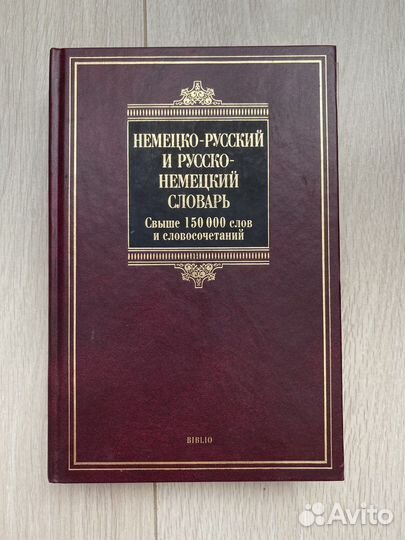 НЕМЕЦКО-РУССКИЙ
И РУССКО-
НЕМЕЦКИЙ
СЛОВАРЬ
Свыше 150 000 слов
и словосочетаний
BIBLIO
Avito